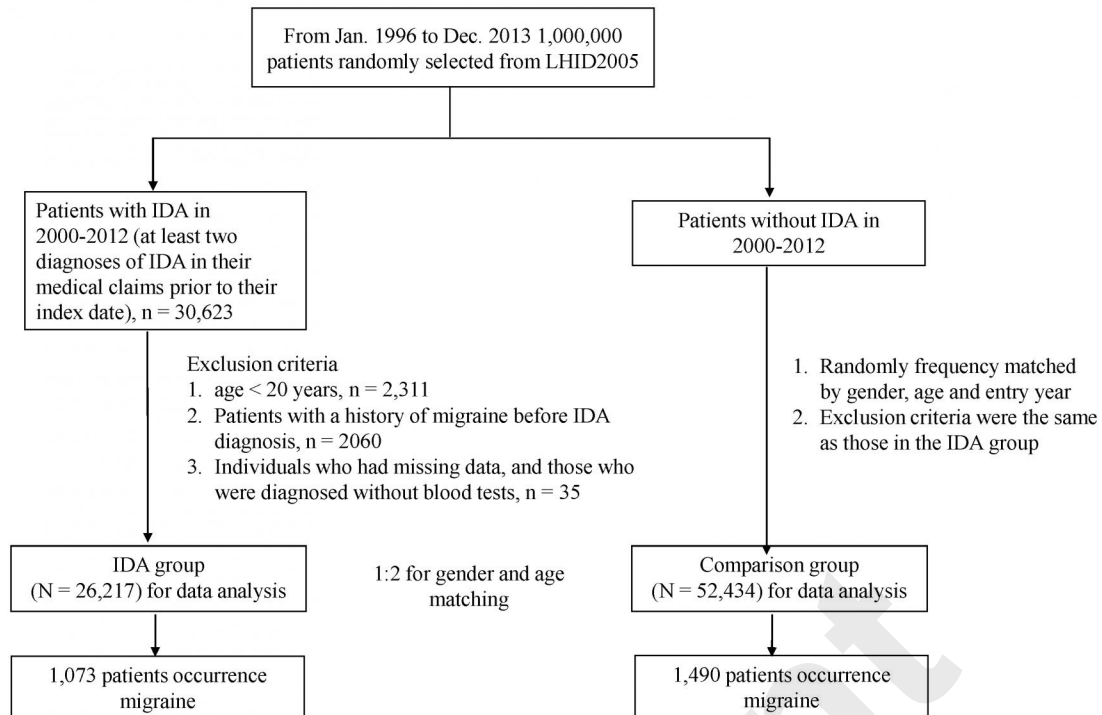 From Jan. 1996 to Dec. 2013 1,000,000
patients randomly selected from LHID2005
Patients with IDA in
2000-2012 (at least two
diagnoses of IDA in their
medical claims prior to their
index date), n = 30,623
Patients without IDA in
2000-2012
Exclusion criteria
1. age < 20 years, n = 2,311
2. Patients with a history of migraine before IDA
diagnosis, n = 2060
3. Individuals who had missing data, and those who
were diagnosed without blood tests, n = 35
1. Randomly frequency matched
by gender, age and entry year
2. Exclusion criteria were the same
as those in the IDA group
IDA group
(N = 26,217) for data analysis
1:2 for gender and age
matching
Comparison group
(N = 52,434) for data analysis
1,073 patients occurrence
migraine
1,490 patients occurrence
migraine